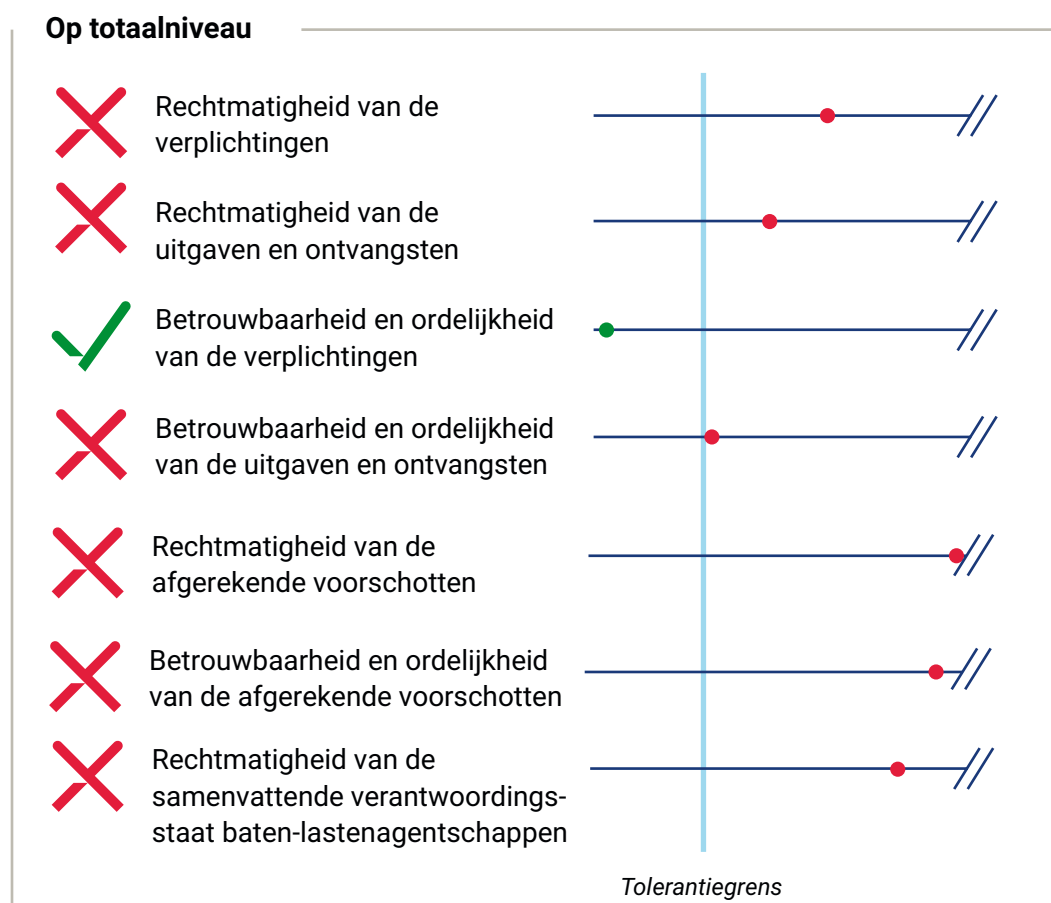 Op totaalniveau
Rechtmatigheid van de
verplichtingen
Rechtmatigheid van de
uitgaven en ontvangsten
Betrouwbaarheid en ordelijkheid
van de verplichtingen
Betrouwbaarheid en ordelijkheid
van de uitgaven en ontvangsten
Rechtmatigheid van de
afgerekende voorschotten
Betrouwbaarheid en ordelijkheid
van de afgerekende voorschotten
Rechtmatigheid van de
samenvattende verantwoordings-
staat baten-lastenagentschappen
Tolerantiegrens